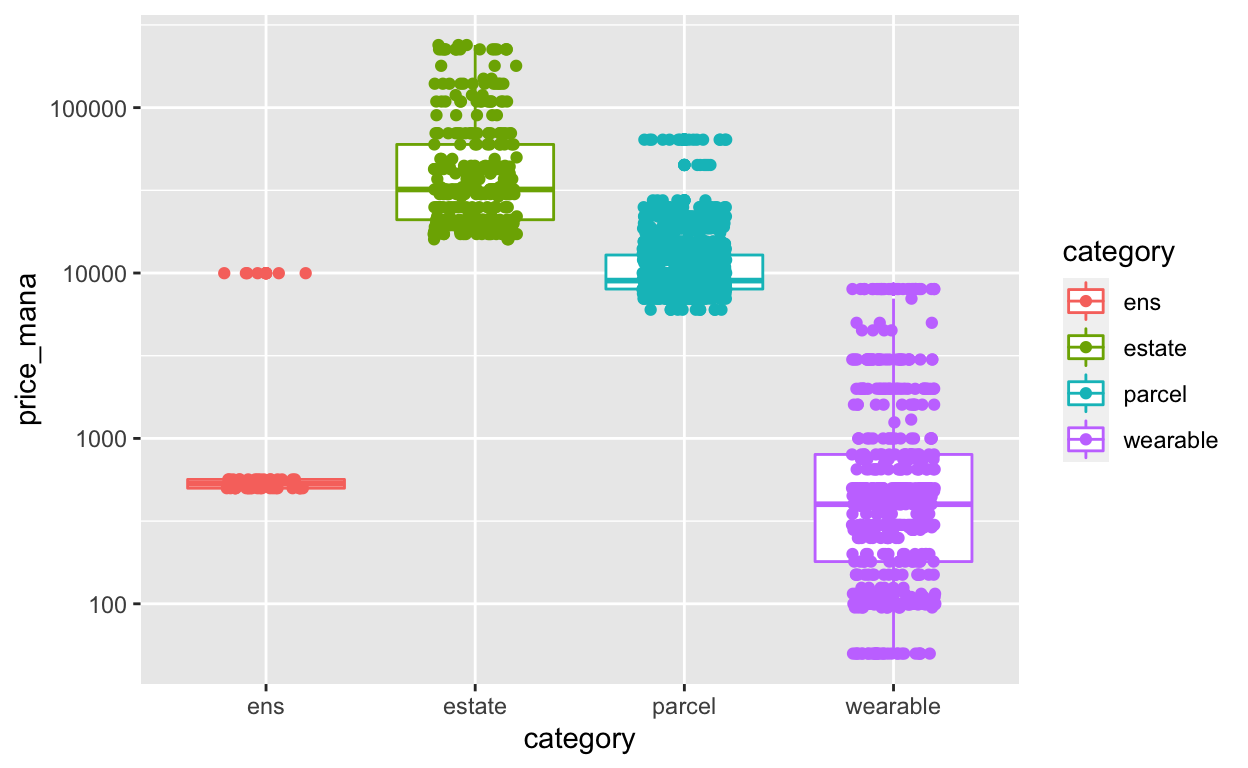 price_mana
100000
10000
1000
100
ens
estate
parcel
wearable
category
category
ens
estate
parcel
wearable